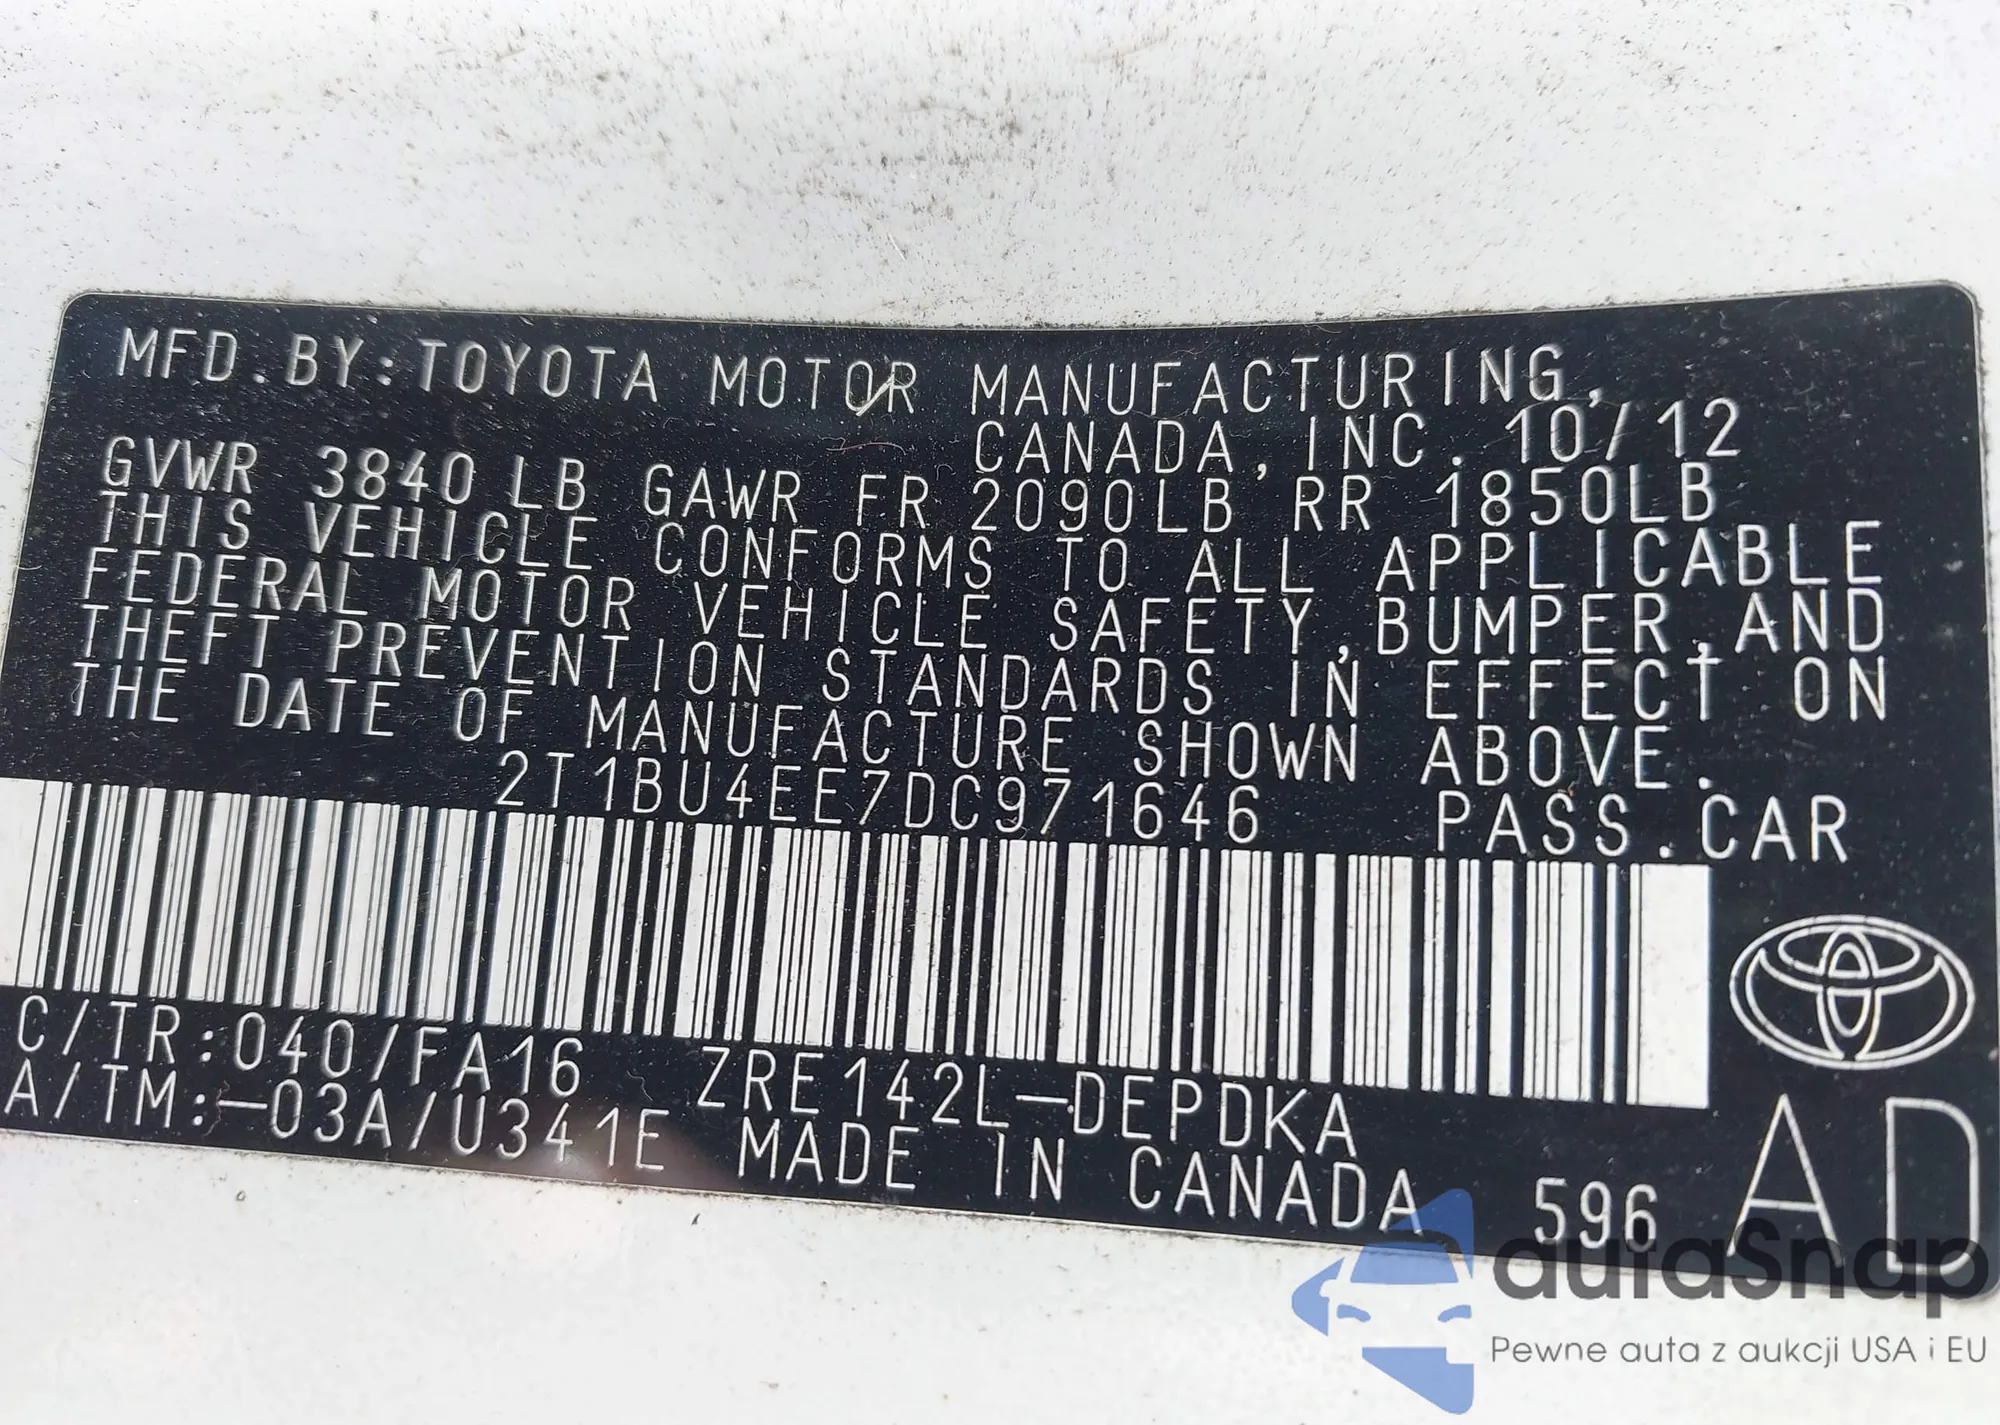 MFD.BY:TOYOTA MOTOR MANUFACTURING,
CANADA, INC. 10/12
GVWR 3840 LB GAWR FR 2090LB RR 1850LB
THIS VEHICLE CONFORMS TO ALL APPLICABLE
FEDERAL MOTOR VEHICLE SAFETY,BUMPER,AND
THEFT PREVENTION STANDARDS IN EFFECT ON
THE DATE OF MANUFACTURE SHOWN ABOVE.
2T1BU4EE7DC971646 PASS.CAR
C/TR:040/FA16 ZRE142L-DEPDKA
A/TM:-03A/U341E MADE IN CANADA 596 AD
autaSnap
Pewne auta z aukcji USA i EU